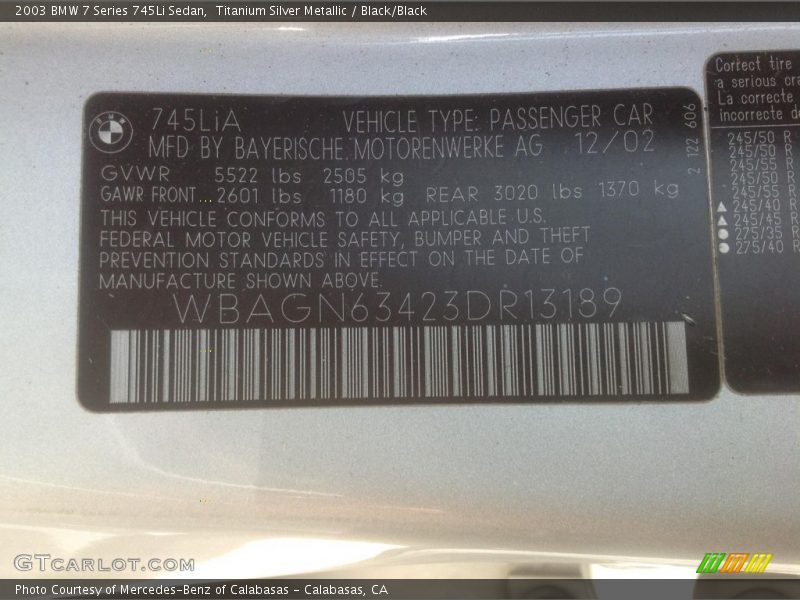 2003 BMW 7 Series 745Li Sedan, Titanium Silver Metallic / Black/Black
BMW
745LiA VEHICLE TYPE: PASSENGER CAR
MFD BY BAYERISCHE MOTORENWERKE AG 12/02
GVWR 5522 lbs 2505 kg
GAWR FRONT 2601 lbs 1180 kg REAR 3020 lbs 1370 kg
THIS VEHICLE CONFORMS TO ALL APPLICABLE U.S.
FEDERAL MOTOR VEHICLE SAFETY, BUMPER AND THEFT
PREVENTION STANDARDS IN EFFECT ON THE DATE OF
MANUFACTURE SHOWN ABOVE.
WBAGN63423DR13189
2 122 606
Correct tire
a serious cra
La correcte
incorrecte de
245/50 R
245/50 R
245/55 R
245/50 R
245/55 R
245/40 R
245/45 R
275/35 R
275/40 R
GTCARLOT.COM
Photo Courtesy of Mercedes-Benz of Calabasas - Calabasas, CA